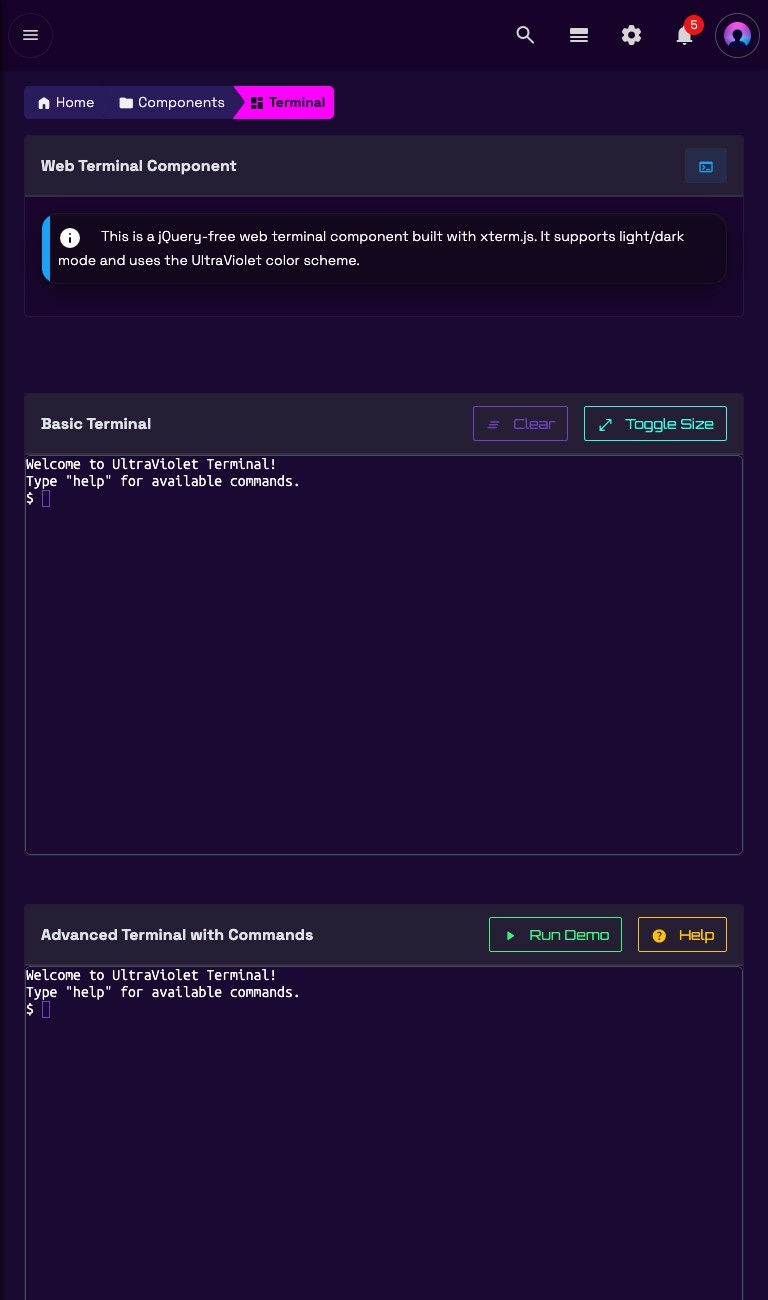 5
Home Components Terminal
Web Terminal Component
This is a jQuery-free web terminal component built with xterm.js. It supports light/dark
mode and uses the UltraViolet color scheme.
Basic Terminal Clear Toggle Size
Welcome to UltraViolet Terminal!
Type "help" for available commands.
$
Advanced Terminal with Commands Run Demo Help
Welcome to UltraViolet Terminal!
Type "help" for available commands.
$